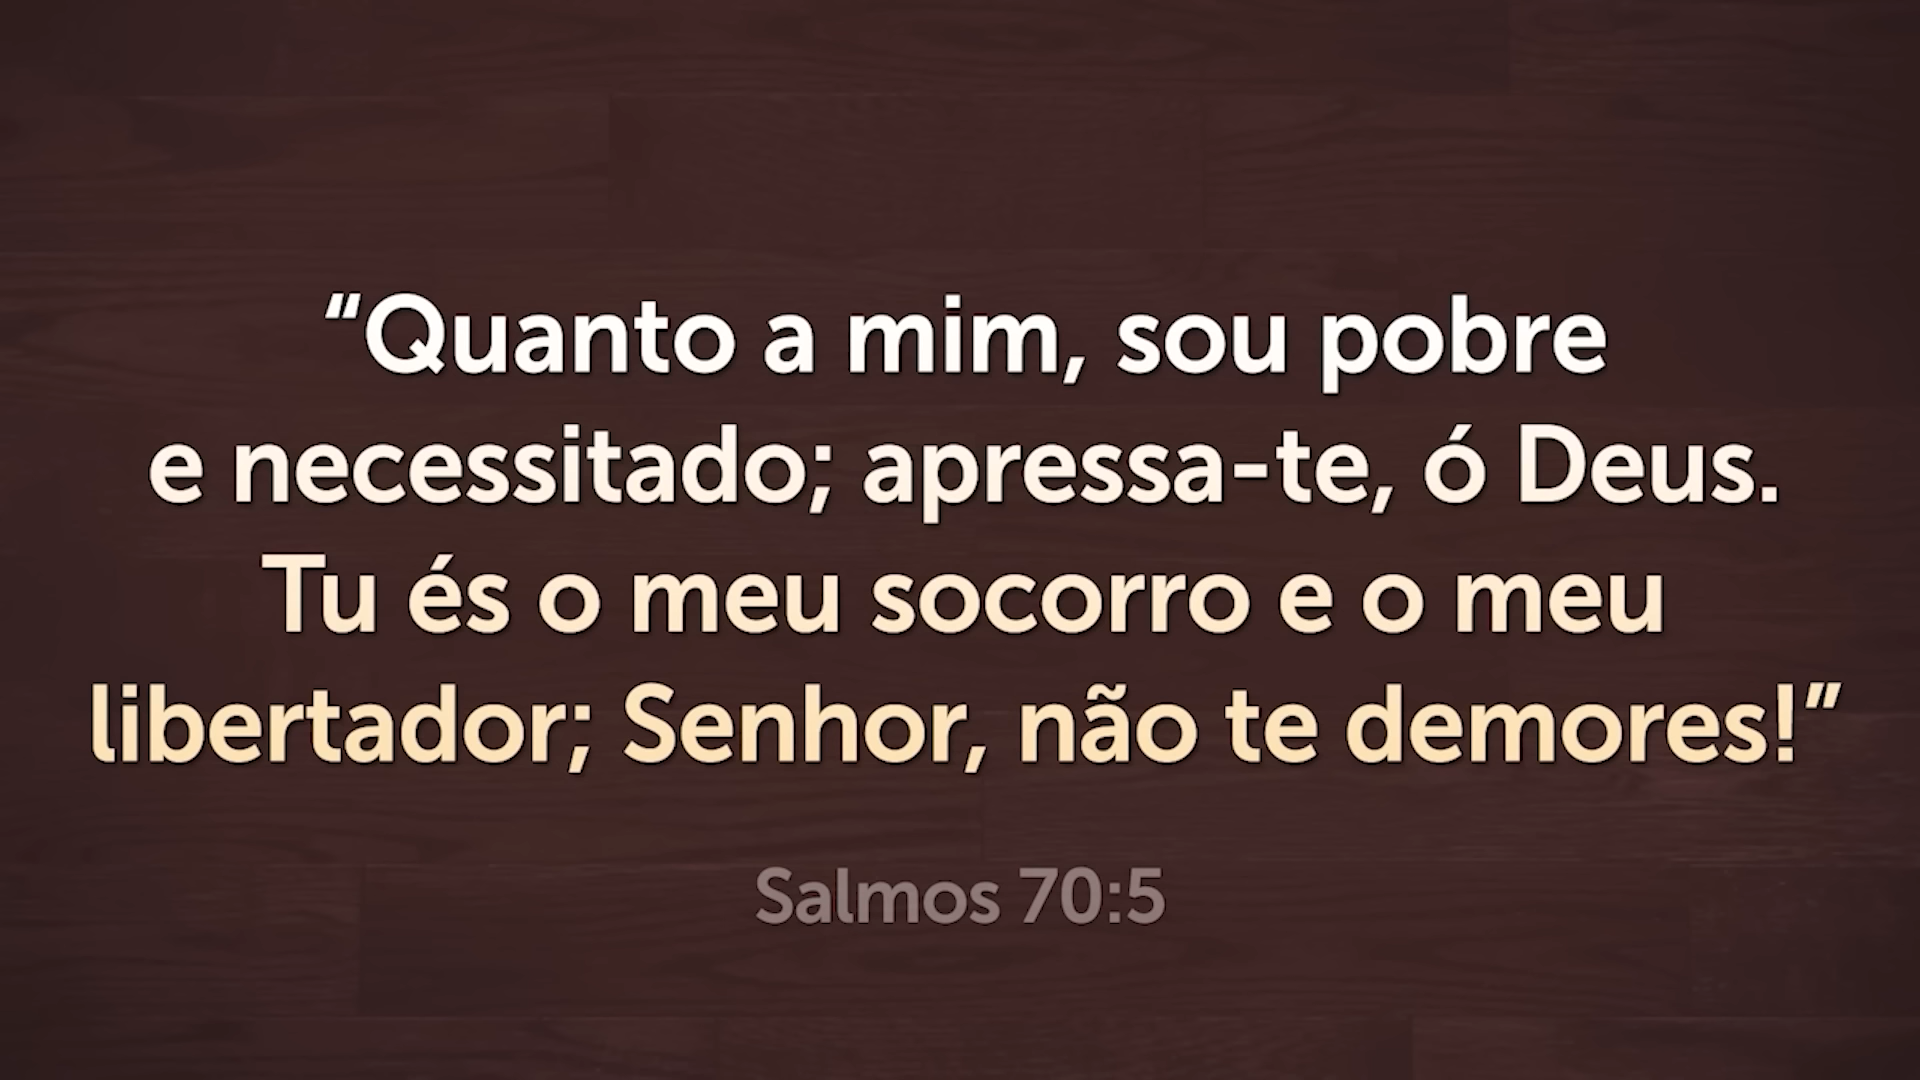 “Quanto a mim, sou pobre
e necessitado; apressa-te, ó Deus.
Tu és o meu socorro e o meu
libertador; Senhor, não te demores!”
Salmos 70:5